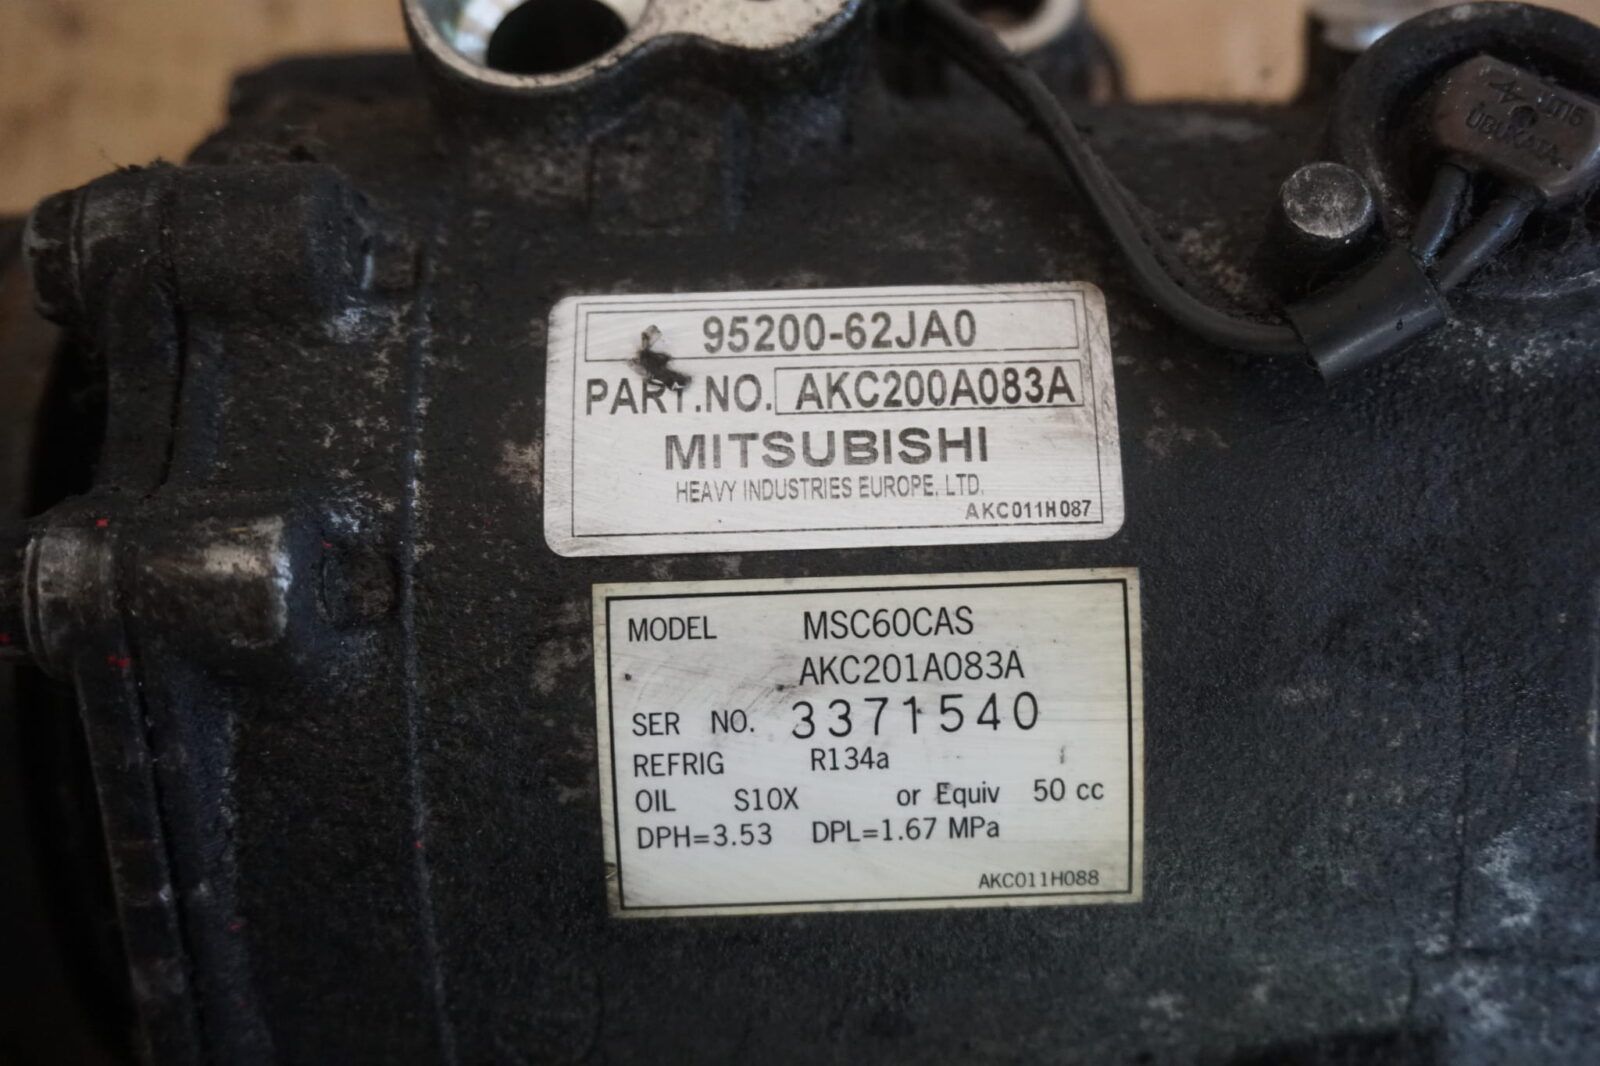 UBUKATA
95200-62JA0
PART.NO. AKC200A083A
MITSUBISHI
HEAVY INDUSTRIES EUROPE, LTD.
AKC011H087
MODEL MSC60CAS
AKC201A083A
SER NO. 3371540
REFRIG R134a
OIL S10X or Equiv 50 cc
DPH=3.53 DPL=1.67 MPa
AKC011H088